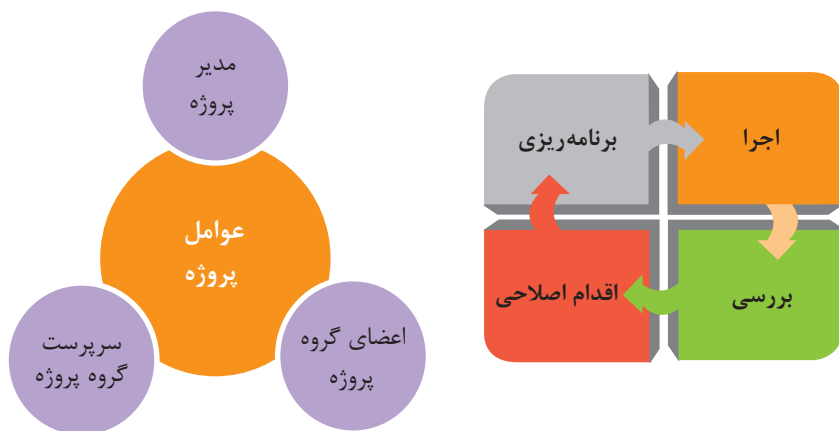 مدیر
پروژه
عوامل
پروژه
سرپرست
گروه پروژه
اعضای گروه
پروژه
برنامه‌ریزی
اجرا
بررسی
اقدام اصلاحی